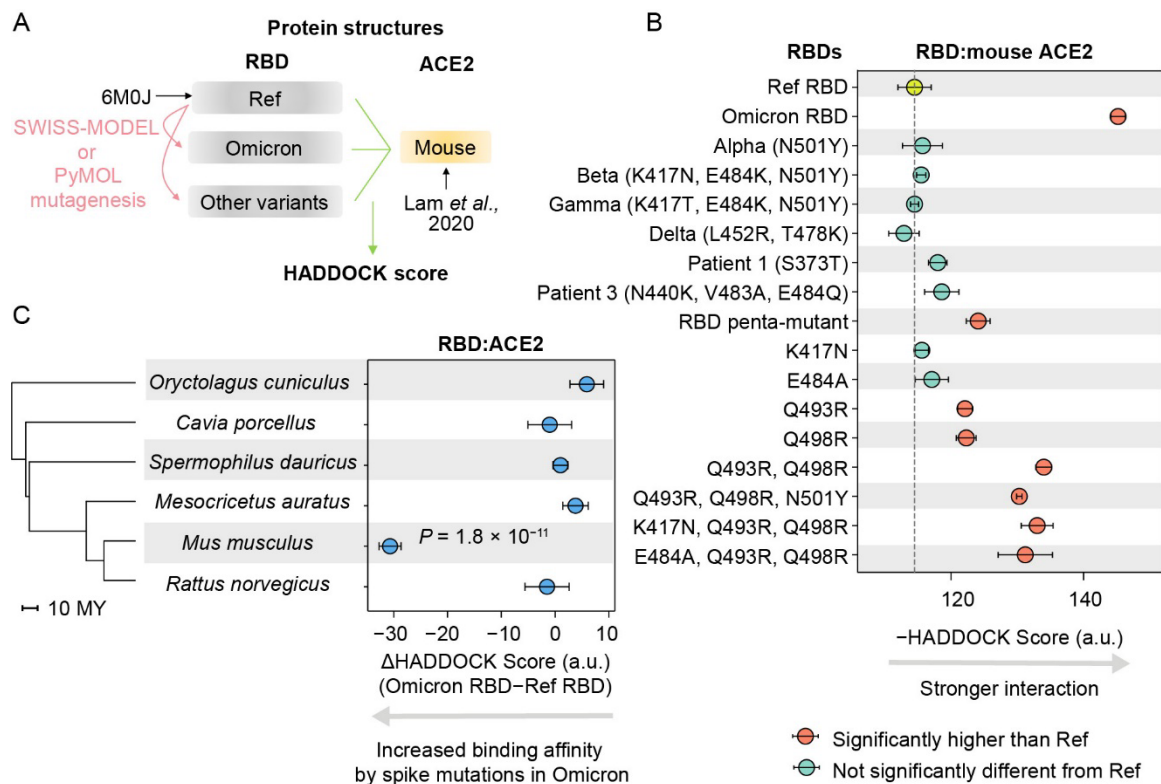 A
Protein structures
RBD
ACE2
6M0J
Ref
SWISS-MODEL
or
PyMOL
mutagenesis
Omicron
Mouse
Other variants
Lam et al.,
2020
HADDOCK score
B
RBDs
RBD:mouse ACE2
Ref RBD
Omicron RBD
Alpha (N501Y)
Beta (K417N, E484K, N501Y)
Gamma (K417T, E484K, N501Y)
Delta (L452R, T478K)
Patient 1 (S373T)
Patient 3 (N440K, V483A, E484Q)
RBD penta-mutant
K417N
E484A
Q493R
Q498R
Q493R, Q498R
Q493R, Q498R, N501Y
K417N, Q493R, Q498R
E484A, Q493R, Q498R
120 140
−HADDOCK Score (a.u.)
Stronger interaction
Significantly higher than Ref
Not significantly different from Ref
C
RBD:ACE2
Oryctolagus cuniculus
Cavia porcellus
Spermophilus dauricus
Mesocricetus auratus
Mus musculus
P = 1.8 × 10⁻¹¹
Rattus norvegicus
10 MY
−30 −20 −10 0 10
ΔHADDOCK Score (a.u.)
(Omicron RBD−Ref RBD)
Increased binding affinity
by spike mutations in Omicron